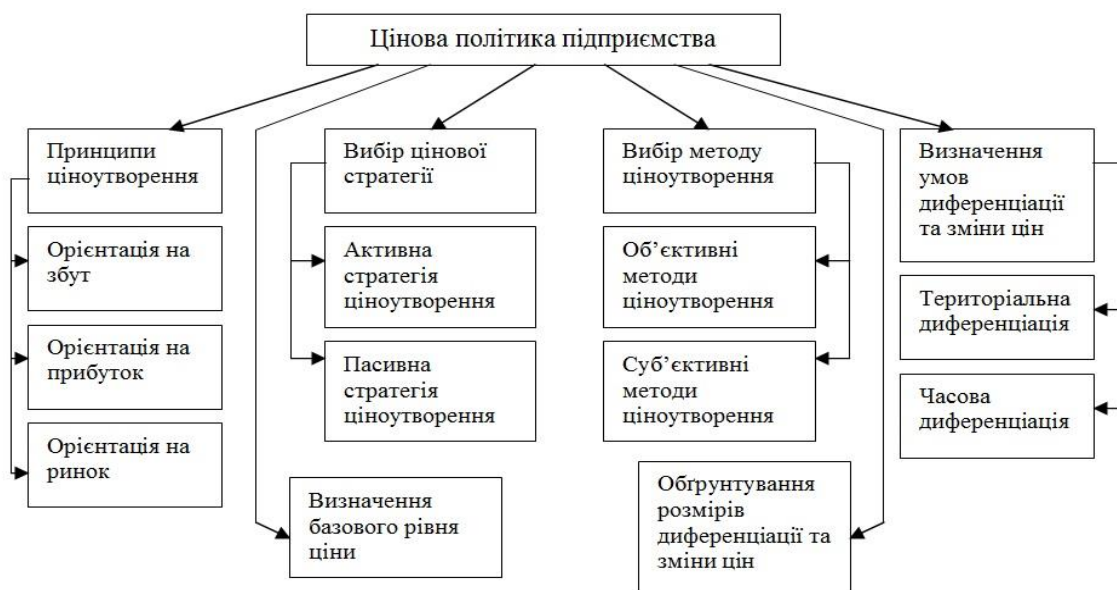 Цінова політика підприємства
Принципи
ціноутворення
Орієнтація на
збут
Орієнтація на
прибуток
Орієнтація на
ринок
Вибір цінової
стратегії
Активна
стратегія
ціноутворення
Пасивна
стратегія
ціноутворення
Визначення
базового рівня
ціни
Вибір методу
ціноутворення
Об’єктивні
методи
ціноутворення
Суб’єктивні
методи
ціноутворення
Обґрунтування
розмірів
диференціації та
зміни цін
Визначення
умов
диференціації
та зміни цін
Територіальна
диференціація
Часова
диференціація